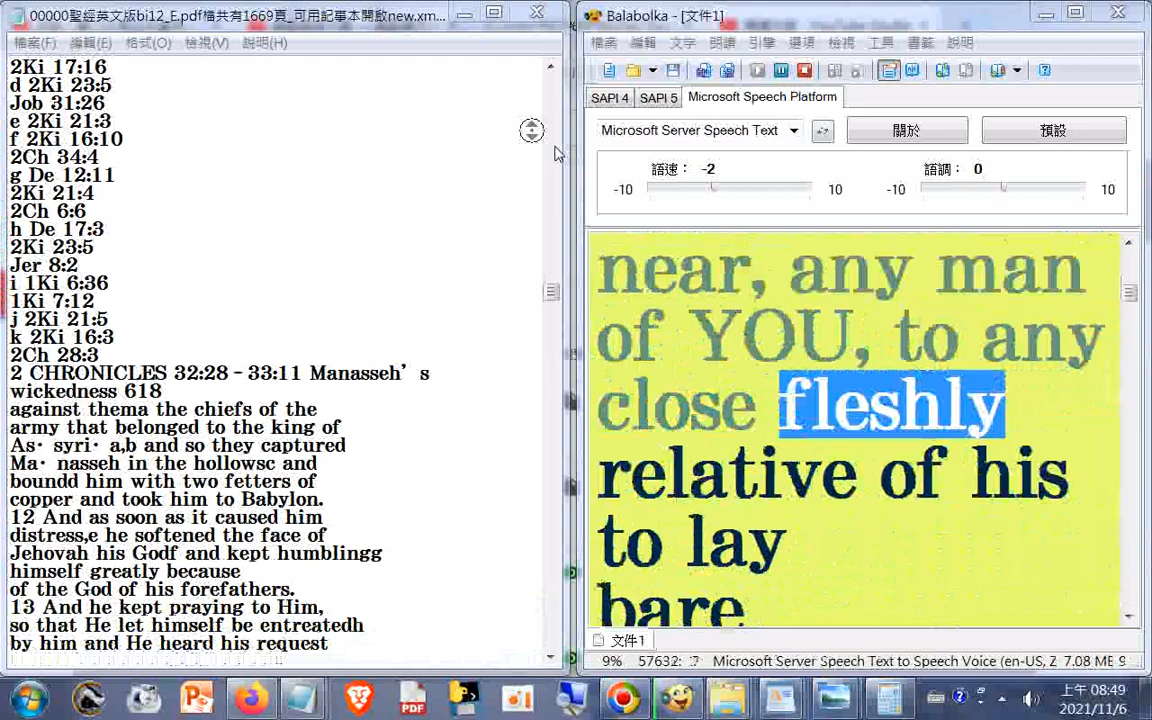 00000聖經英文版bi12_E.pdf檔共有1669頁_可用記事本開啟new.xm...
檔案(F) 編輯(E) 格式(O) 檢視(V) 說明(H)
2Ki 17:16
d 2Ki 23:5
Job 31:26
e 2Ki 21:3
f 2Ki 16:10
2Ch 34:4
g De 12:11
2Ki 21:4
2Ch 6:6
h De 17:3
2Ki 23:5
Jer 8:2
i 1Ki 6:36
1Ki 7:12
j 2Ki 21:5
k 2Ki 16:3
2Ch 28:3
2 CHRONICLES 32:28–33:11 Manasseh’s
wickedness 618
against thema the chiefs of the
army that belonged to the king of
As·syri·a,b and so they captured
Ma·nasseh in the hollowsc and
boundd him with two fetters of
copper and took him to Babylon.
12 And as soon as it caused him
distress,e he softened the face of
Jehovah his Godf and kept humblingg
himself greatly because
of the God of his forefathers.
13 And he kept praying to Him,
so that He let himself be entreatedh
by him and He heard his request
Balabolka - [文件1]
檔案 編輯 文字 朗讀 引擎 選項 檢視 工具 書籤 說明
SAPI 4 SAPI 5 Microsoft Speech Platform
Microsoft Server Speech Text 關於 預設
語速： -2 語調： 0
-10 10 -10 10
near, any man
of YOU, to any
close fleshly
relative of his
to lay
bare
文件1
9% 57632: Microsoft Server Speech Text to Speech Voice (en-US, Z 7.08 MB 9
PDF
上午 08:49
2021/11/6